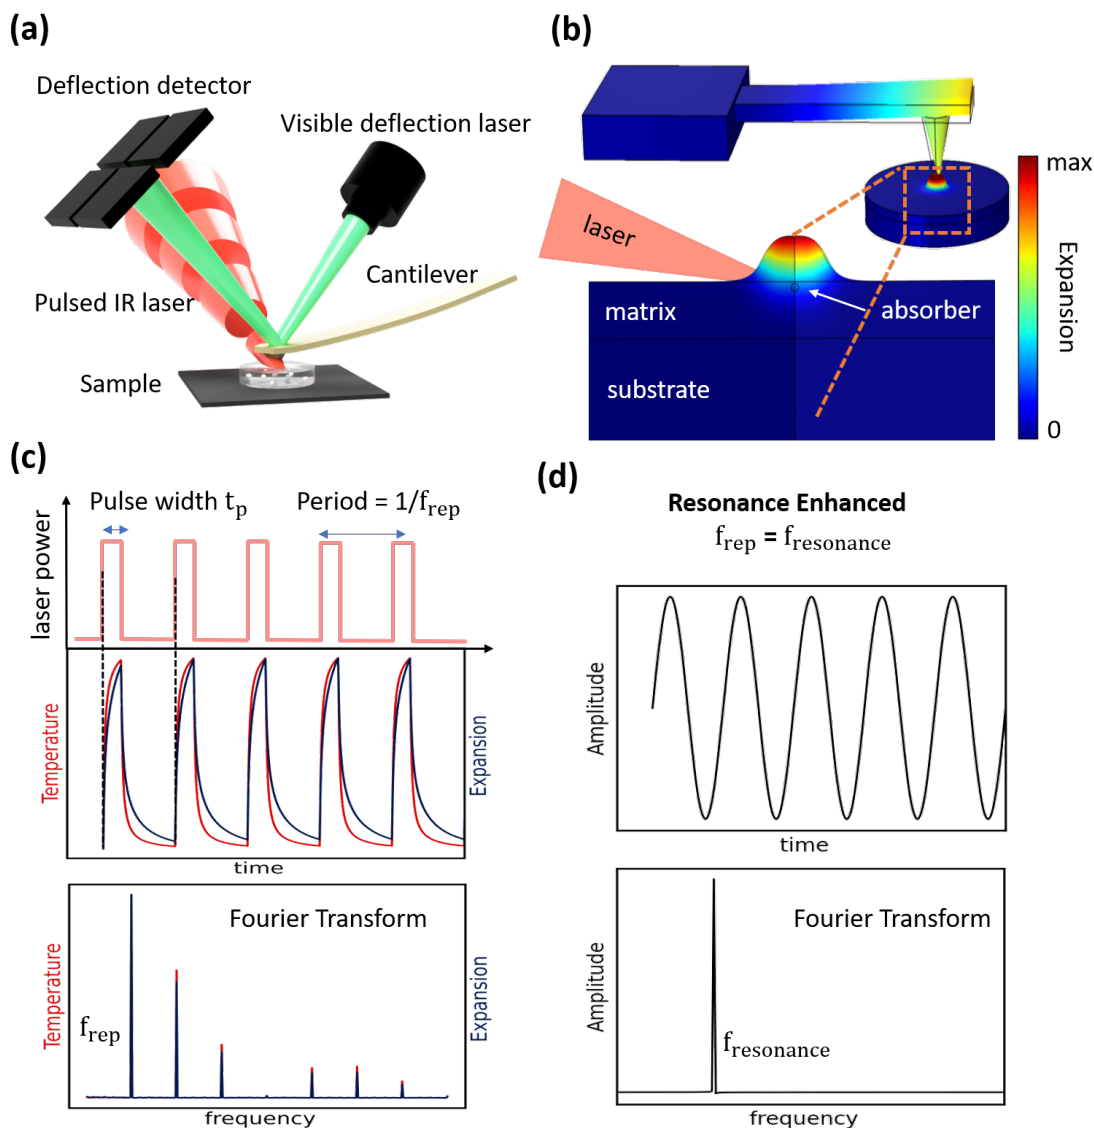 (a)
Deflection detector
Visible deflection laser
Cantilever
Pulsed IR laser
Sample
(b)
max
laser
Expansion
matrix
absorber
substrate
0
(c)
Pulse width tp
Period = 1/frep
laser power
Temperature
Expansion
time
Fourier Transform
Temperature
Expansion
frep
frequency
(d)
Resonance Enhanced
frep = fresonance
Amplitude
time
Fourier Transform
Amplitude
fresonance
frequency